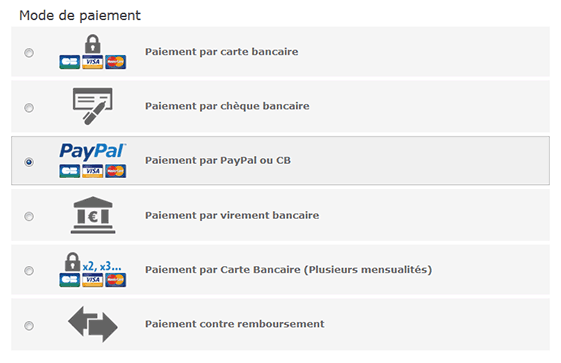 Mode de paiement
CB VISA MasterCard
Paiement par carte bancaire
Paiement par chèque bancaire
PayPal
CB VISA MasterCard
Paiement par PayPal ou CB
€
Paiement par virement bancaire
x2, x3...
CB VISA MasterCard
Paiement par Carte Bancaire (Plusieurs mensualités)
Paiement contre remboursement